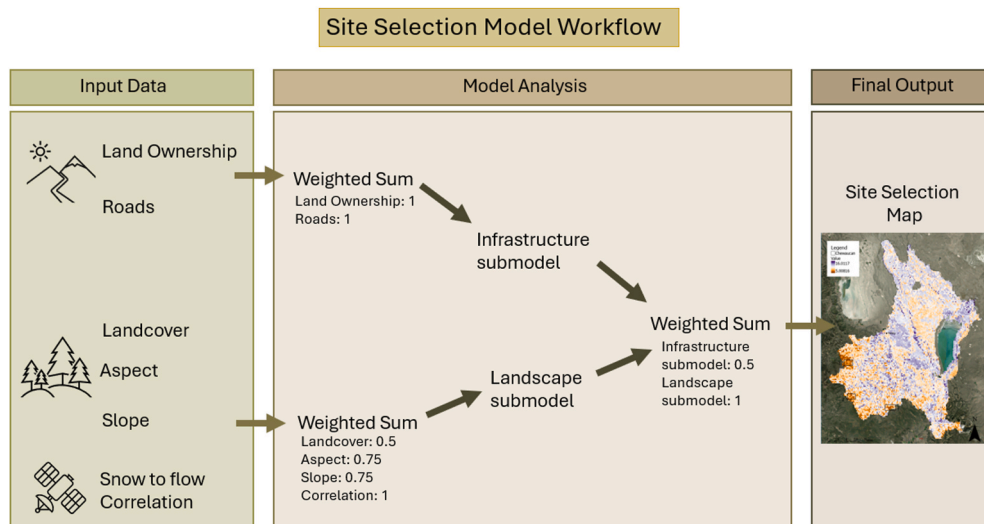 Site Selection Model Workflow
Input Data
Model Analysis
Final Output
Land Ownership
Roads
Landcover
Aspect
Slope
Snow to flow
Correlation
Weighted Sum
Land Ownership: 1
Roads: 1
Infrastructure
submodel
Weighted Sum
Landcover: 0.5
Aspect: 0.75
Slope: 0.75
Correlation: 1
Landscape
submodel
Weighted Sum
Infrastructure
submodel: 0.5
Landscape
submodel: 1
Site Selection
Map
Legend
Value